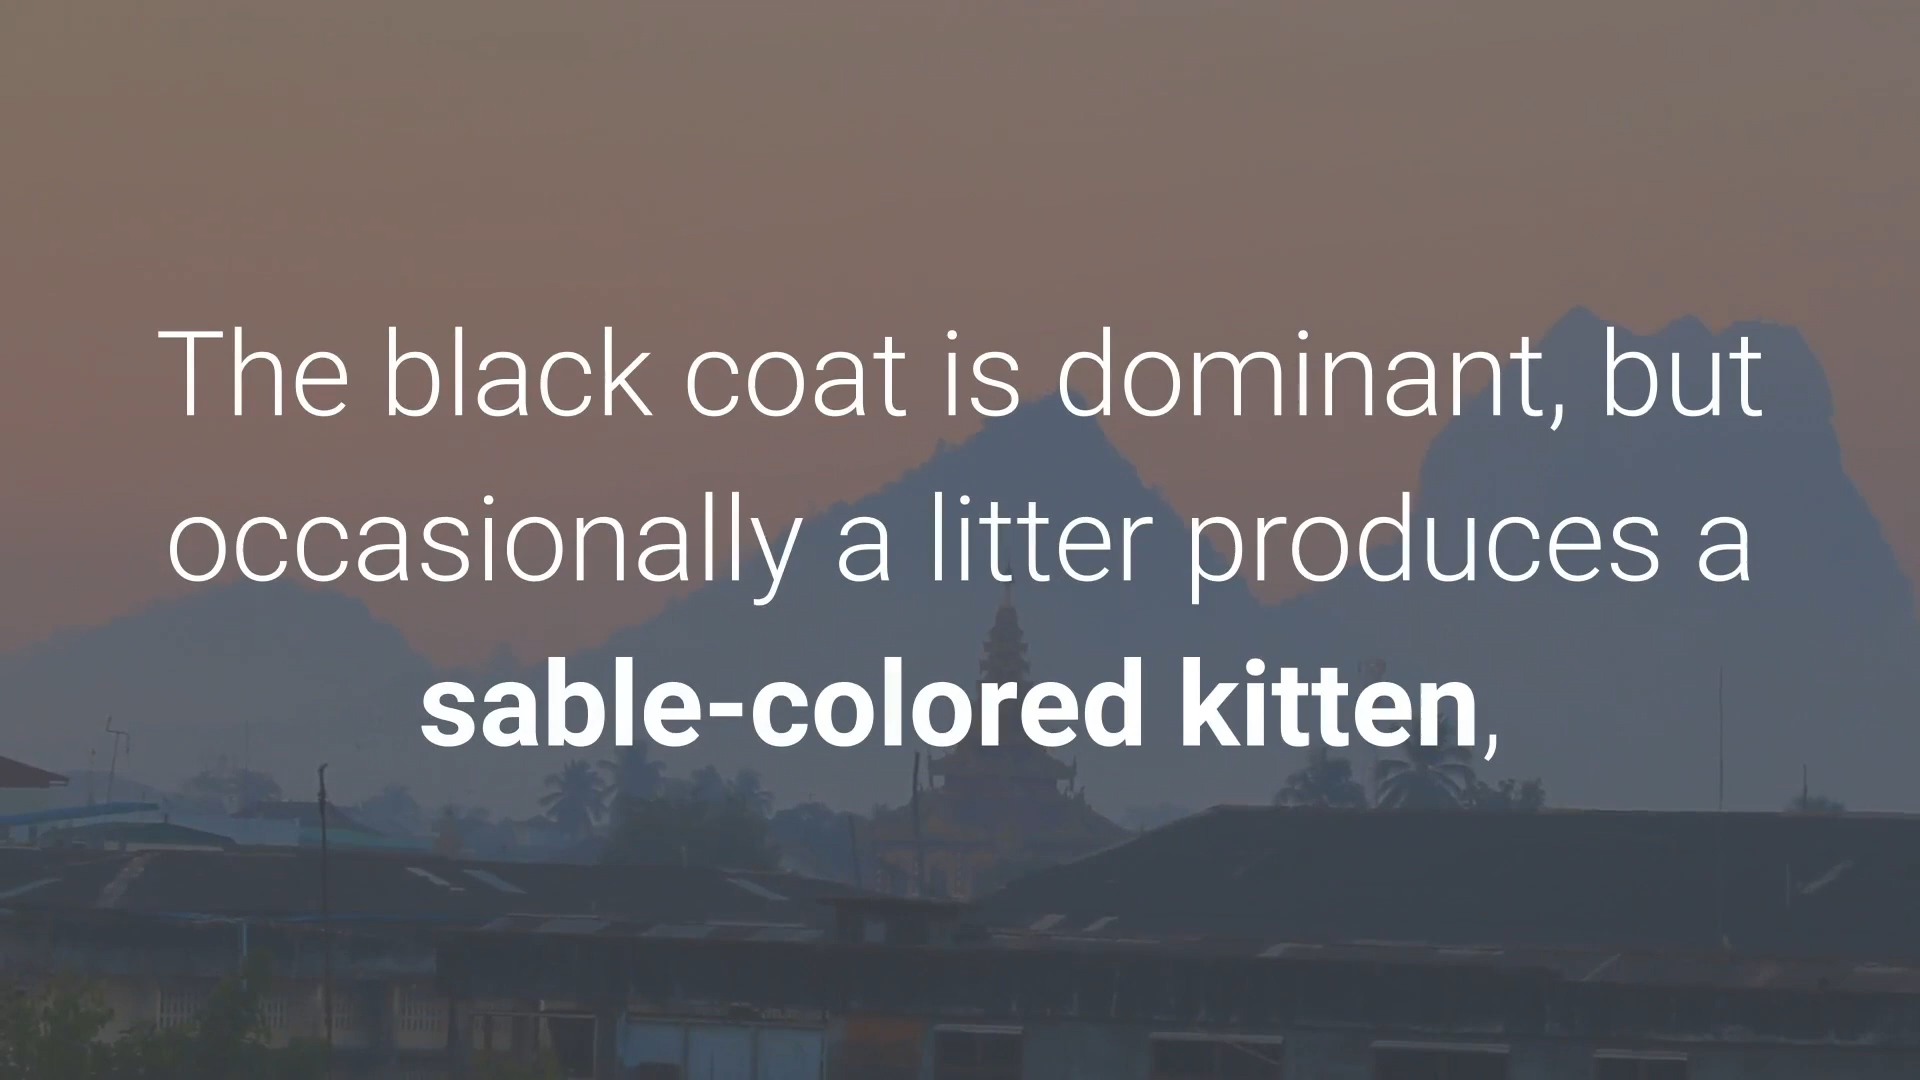 The black coat is dominant, but
occasionally a litter produces a
sable-colored kitten,